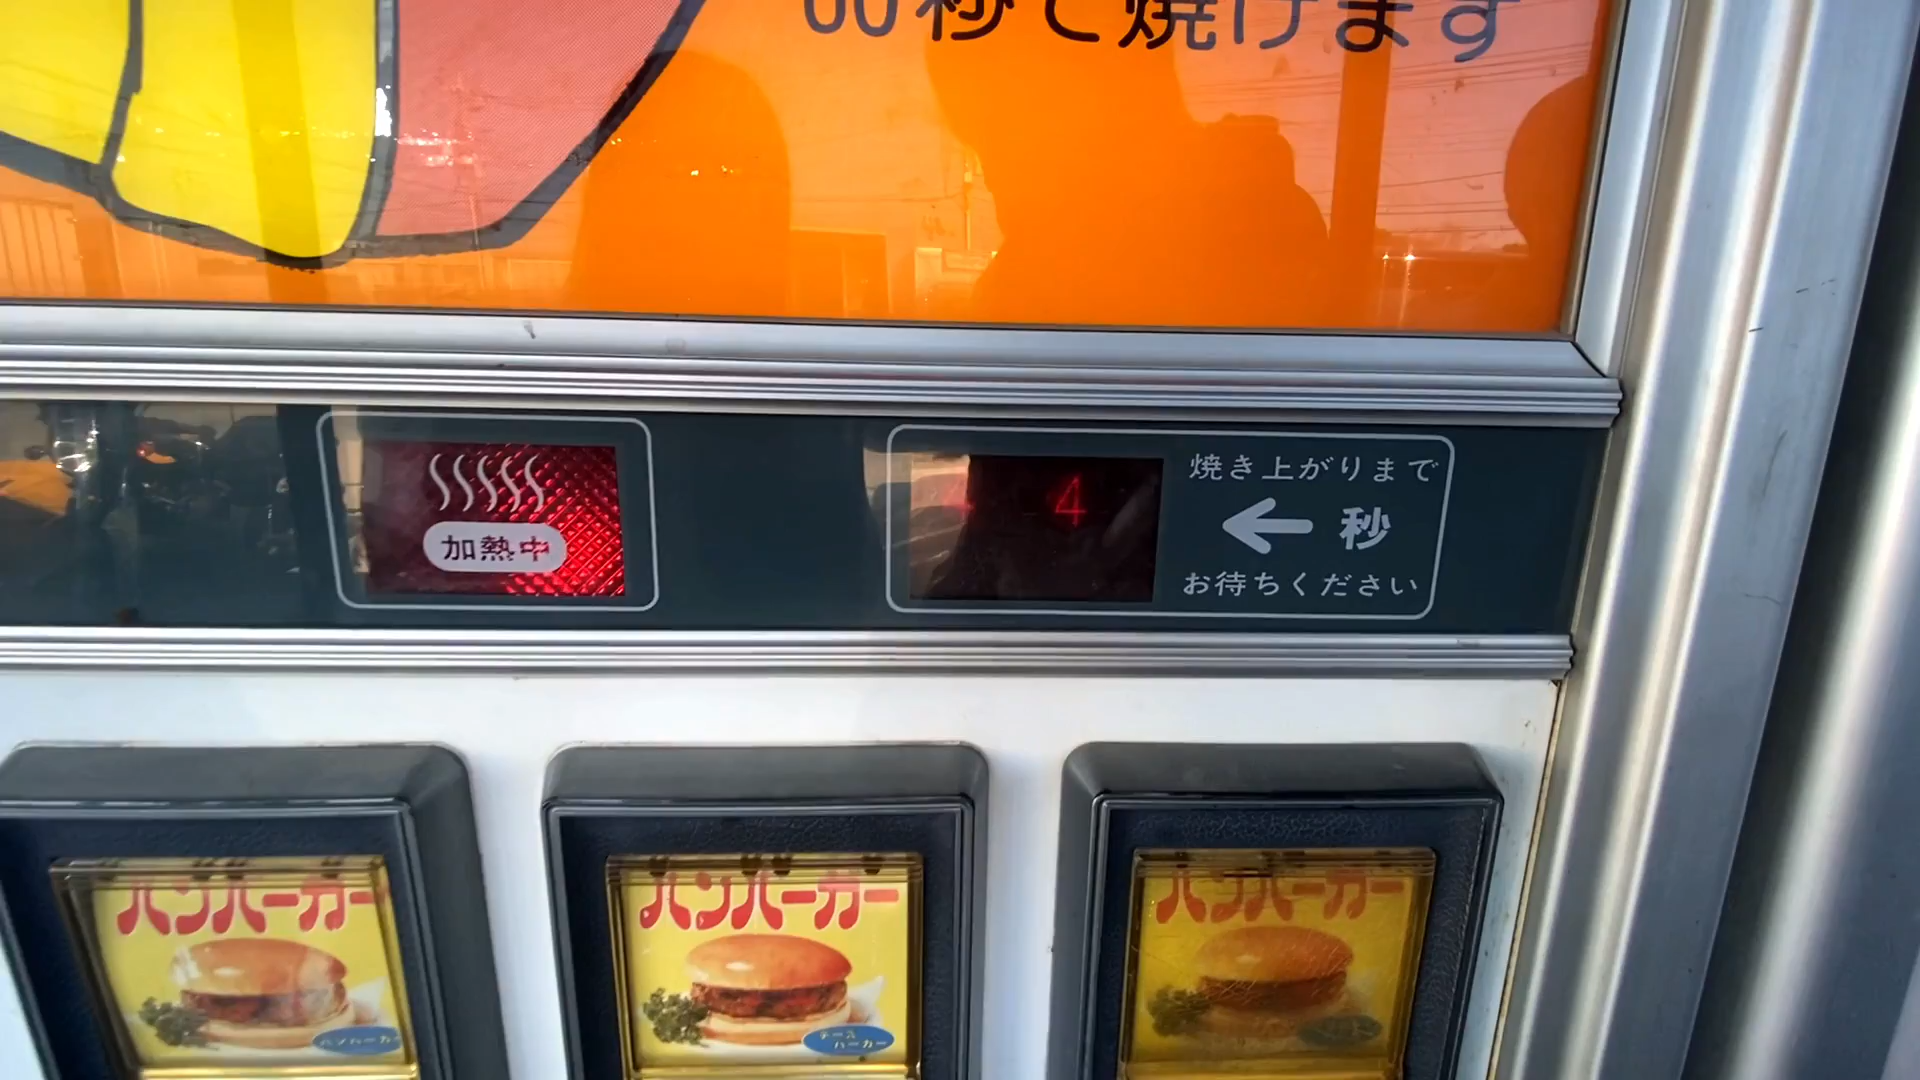 60秒で焼けます
加熱中
4
焼き上がりまで
← 秒
お待ちください
ハンバーガー
ハンバーガー
ハンバーガー
ハンバーガー
チーズ
バーガー